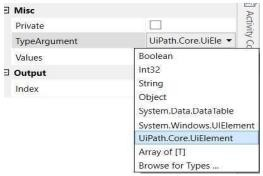 Misc
Private
TypeArgument UiPath.Core.UiEle
Values
Output
Index
Boolean
Int32
String
Object
System.Data.DataTable
System.Windows.UIElement
UiPath.Core.UiElement
Array of [T]
Browse for Types ...
Activity Co